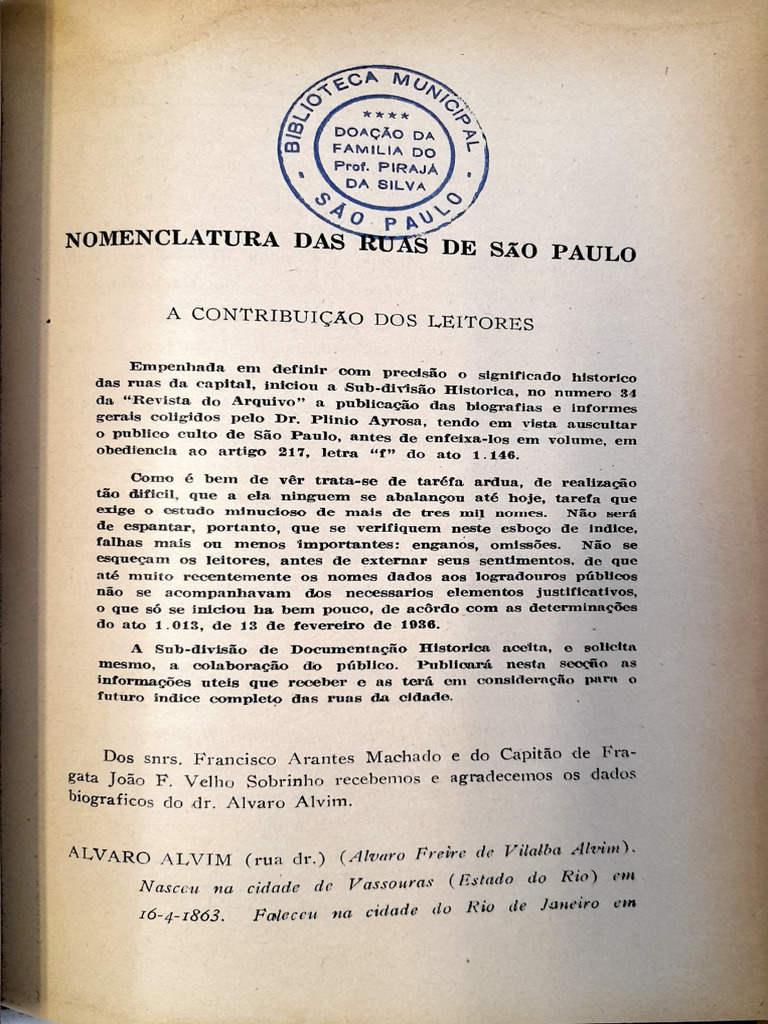 BIBLIOTECA MUNICIPAL
****
DOAÇÃO DA
FAMILIA DO
Prof. PIRAJÁ
DA SILVA
- SÃO PAULO -
NOMENCLATURA DAS RUAS DE SÃO PAULO
A CONTRIBUIÇÃO DOS LEITORES
Empenhada em definir com precisão o significado historico
das ruas da capital, iniciou a Sub-divisão Historica, no numero 34
da "Revista do Arquivo" a publicação das biografias e informes
gerais coligidos pelo Dr. Plinio Ayrosa, tendo em vista auscultar
o publico culto de São Paulo, antes de enfeixa-los em volume, em
obediencia ao artigo 217, letra "f" do ato 1.146.
Como é bem de vêr trata-se de taréfa ardua, de realização
tão dificil, que a ela ninguem se abalançou até hoje, tarefa que
exige o estudo minucioso de mais de tres mil nomes. Não será
de espantar, portanto, que se verifiquem neste esboço de indice,
falhas mais ou menos importantes: enganos, omissões. Não se
esqueçam os leitores, antes de externar seus sentimentos, de que
até muito recentemente os nomes dados aos logradouros públicos
não se acompanhavam dos necessarios elementos justificativos,
o que só se iniciou ha bem pouco, de acôrdo com as determinações
do ato 1.013, de 13 de fevereiro de 1936.
A Sub-divisão de Documentação Historica aceita, e solicita
mesmo, a colaboração do público. Publicará nesta secção as
informações uteis que receber e as terá em consideração para o
futuro indice completo das ruas da cidade.
Dos snrs. Francisco Arantes Machado e do Capitão de Fra-
gata João F. Velho Sobrinho recebemos e agradecemos os dados
biograficos do dr. Alvaro Alvim.
ALVARO ALVIM (rua dr.) (Alvaro Freire de Vilalba Alvim).
Nasceu na cidade de Vassouras (Estado do Rio) em
16-4-1863. Faleceu na cidade do Rio de Janeiro em